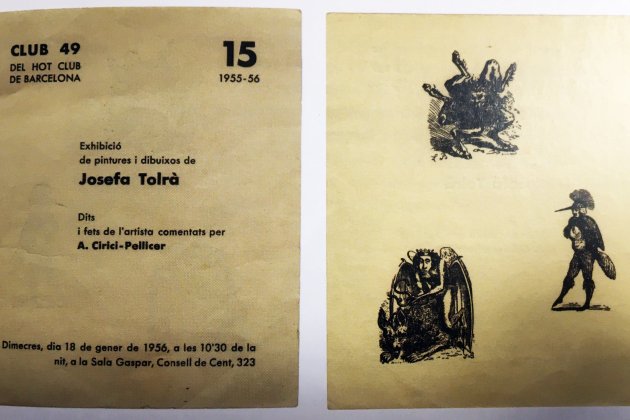 CLUB 49
DEL HOT CLUB
DE BARCELONA
15
1955-56
Exhibició
de pintures i dibuixos de
Josefa Tolrà
Dits
i fets de l'artista comentats per
A. Cirici-Pellicer
Dimecres, dia 18 de gener de 1956, a les 10'30 de la
nit, a la Sala Gaspar, Consell de Cent, 323